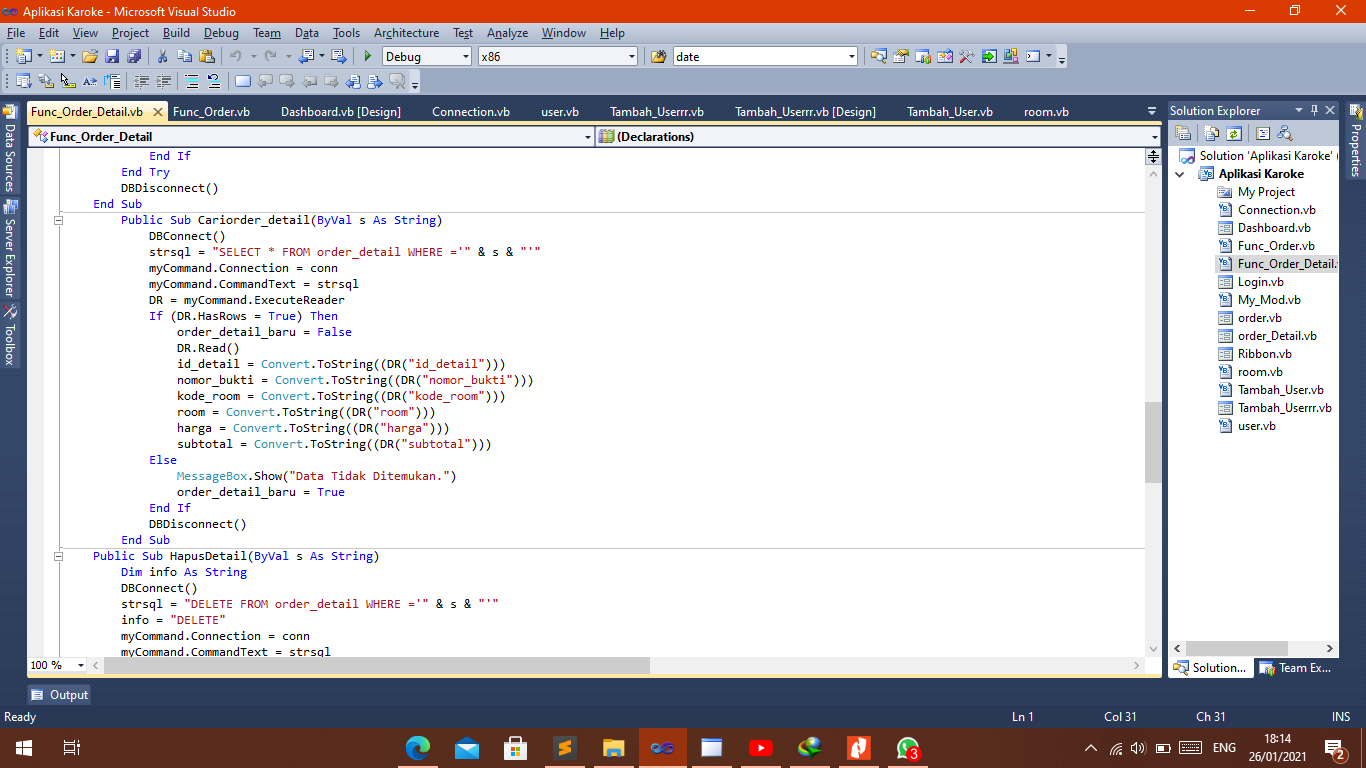 Aplikasi Karoke - Microsoft Visual Studio
File Edit View Project Build Debug Team Data Tools Architecture Test Analyze Window Help
Debug x86 date
Func_Order_Detail.vb Func_Order.vb Dashboard.vb [Design] Connection.vb user.vb Tambah_Userrr.vb Tambah_Userrr.vb [Design] Tambah_User.vb room.vb
Func_Order_Detail (Declarations)
Data Sources
Server Explorer
Toolbox
End If
End Try
DBDisconnect()
End Sub
Public Sub Cariorder_detail(ByVal s As String)
DBConnect()
strsql = "SELECT * FROM order_detail WHERE ='" & s & "'"
myCommand.Connection = conn
myCommand.CommandText = strsql
DR = myCommand.ExecuteReader
If (DR.HasRows = True) Then
order_detail_baru = False
DR.Read()
id_detail = Convert.ToString((DR("id_detail")))
nomor_bukti = Convert.ToString((DR("nomor_bukti")))
kode_room = Convert.ToString((DR("kode_room")))
room = Convert.ToString((DR("room")))
harga = Convert.ToString((DR("harga")))
subtotal = Convert.ToString((DR("subtotal")))
Else
MessageBox.Show("Data Tidak Ditemukan.")
order_detail_baru = True
End If
DBDisconnect()
End Sub
Public Sub HapusDetail(ByVal s As String)
Dim info As String
DBConnect()
strsql = "DELETE FROM order_detail WHERE ='" & s & "'"
info = "DELETE"
myCommand.Connection = conn
myCommand.CommandText = strsql
100 %
Solution Explorer
Solution 'Aplikasi Karoke' (
Aplikasi Karoke
My Project
Connection.vb
Dashboard.vb
Func_Order.vb
Func_Order_Detail.
Login.vb
My_Mod.vb
order.vb
order_Detail.vb
Ribbon.vb
room.vb
Tambah_User.vb
Tambah_Userrr.vb
user.vb
Solution... Team Ex...
Properties
Output
Ready Ln 1 Col 31 Ch 31 INS
3
ENG
18:14
26/01/2021
2